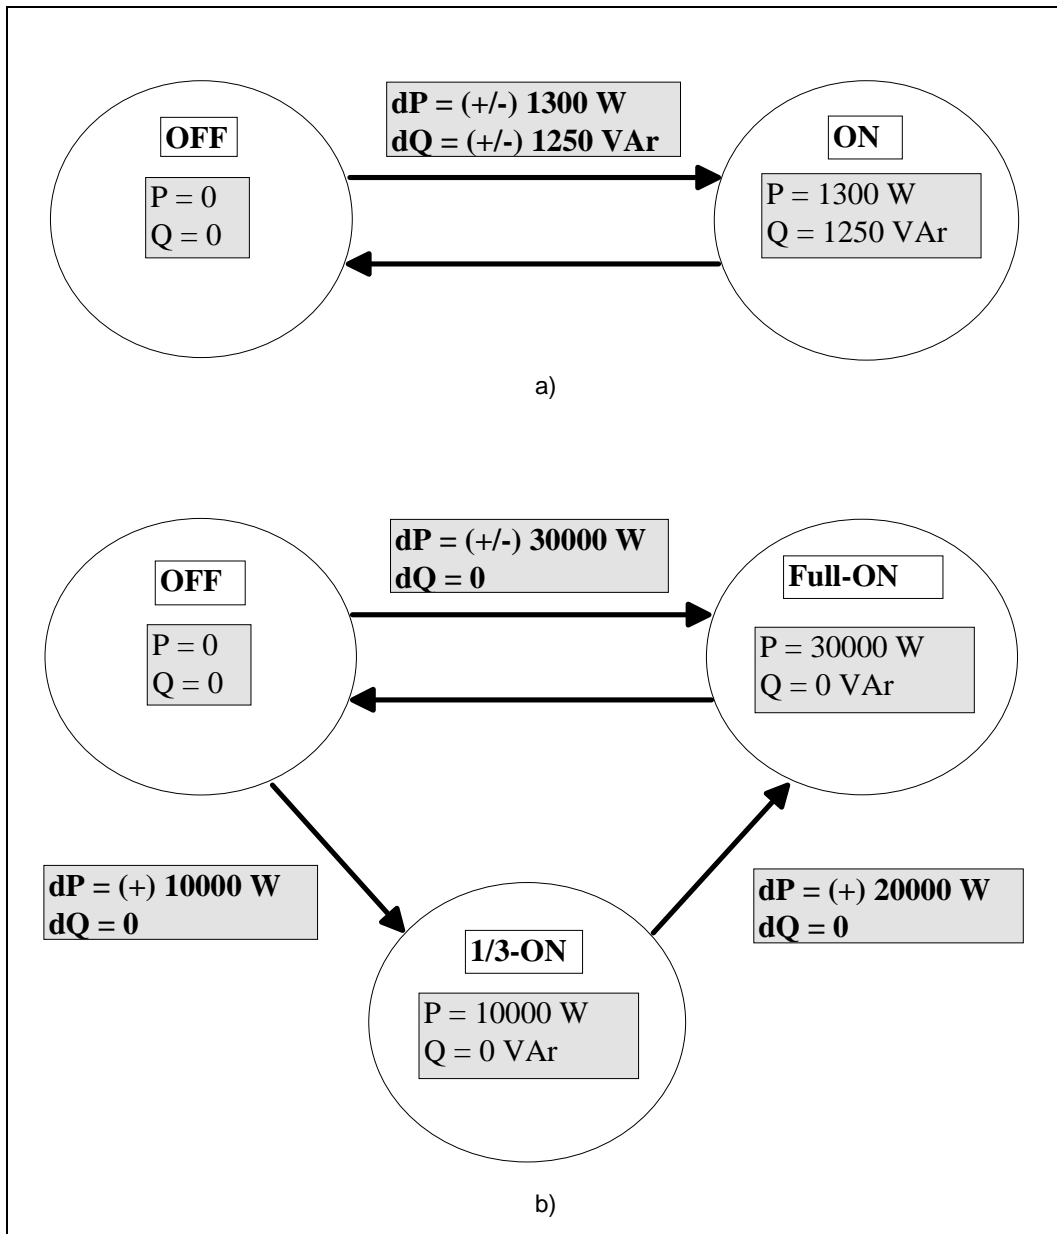 dP = (+/-) 1300 W
dQ = (+/-) 1250 VAr
OFF
P = 0
Q = 0
ON
P = 1300 W
Q = 1250 VAr
a)
dP = (+/-) 30000 W
dQ = 0
OFF
P = 0
Q = 0
Full-ON
P = 30000 W
Q = 0 VAr
dP = (+) 10000 W
dQ = 0
dP = (+) 20000 W
dQ = 0
1/3-ON
P = 10000 W
Q = 0 VAr
b)